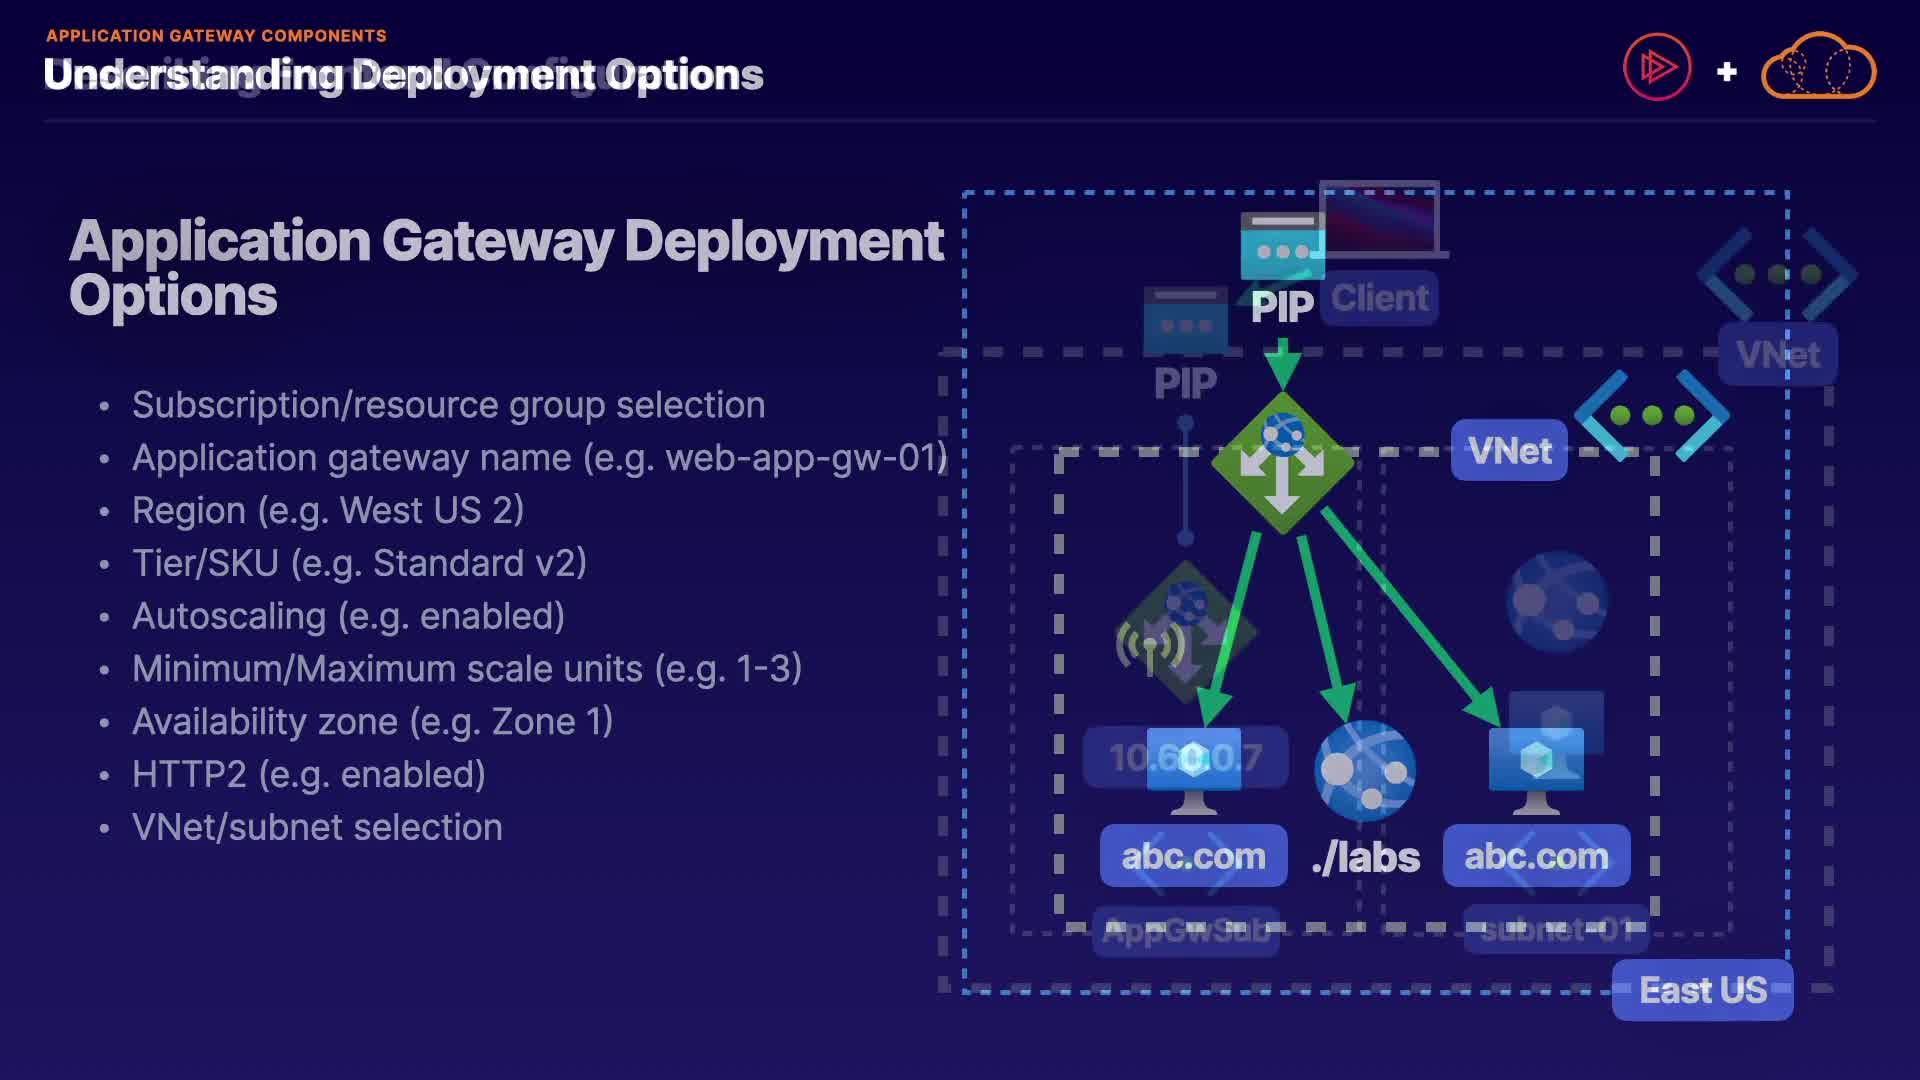 APPLICATION GATEWAY COMPONENTS
Understanding Deployment Options
Application Gateway Deployment
Options
• Subscription/resource group selection
• Application gateway name (e.g. web-app-gw-01)
• Region (e.g. West US 2)
• Tier/SKU (e.g. Standard v2)
• Autoscaling (e.g. enabled)
• Minimum/Maximum scale units (e.g. 1-3)
• Availability zone (e.g. Zone 1)
• HTTP2 (e.g. enabled)
• VNet/subnet selection
PIP
Client
VNet
PIP
VNet
10.60.0.7
abc.com
./labs
abc.com
AppGwSub
subnet-01
East US